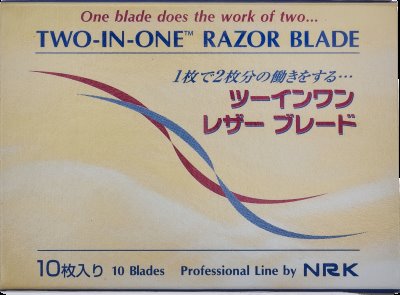 One blade does the work of two...
TWO-IN-ONE™ RAZOR BLADE
1枚で2枚分の働きをする…
ツーインワン
レザー ブレード
10枚入り 10 Blades Professional Line by NRK